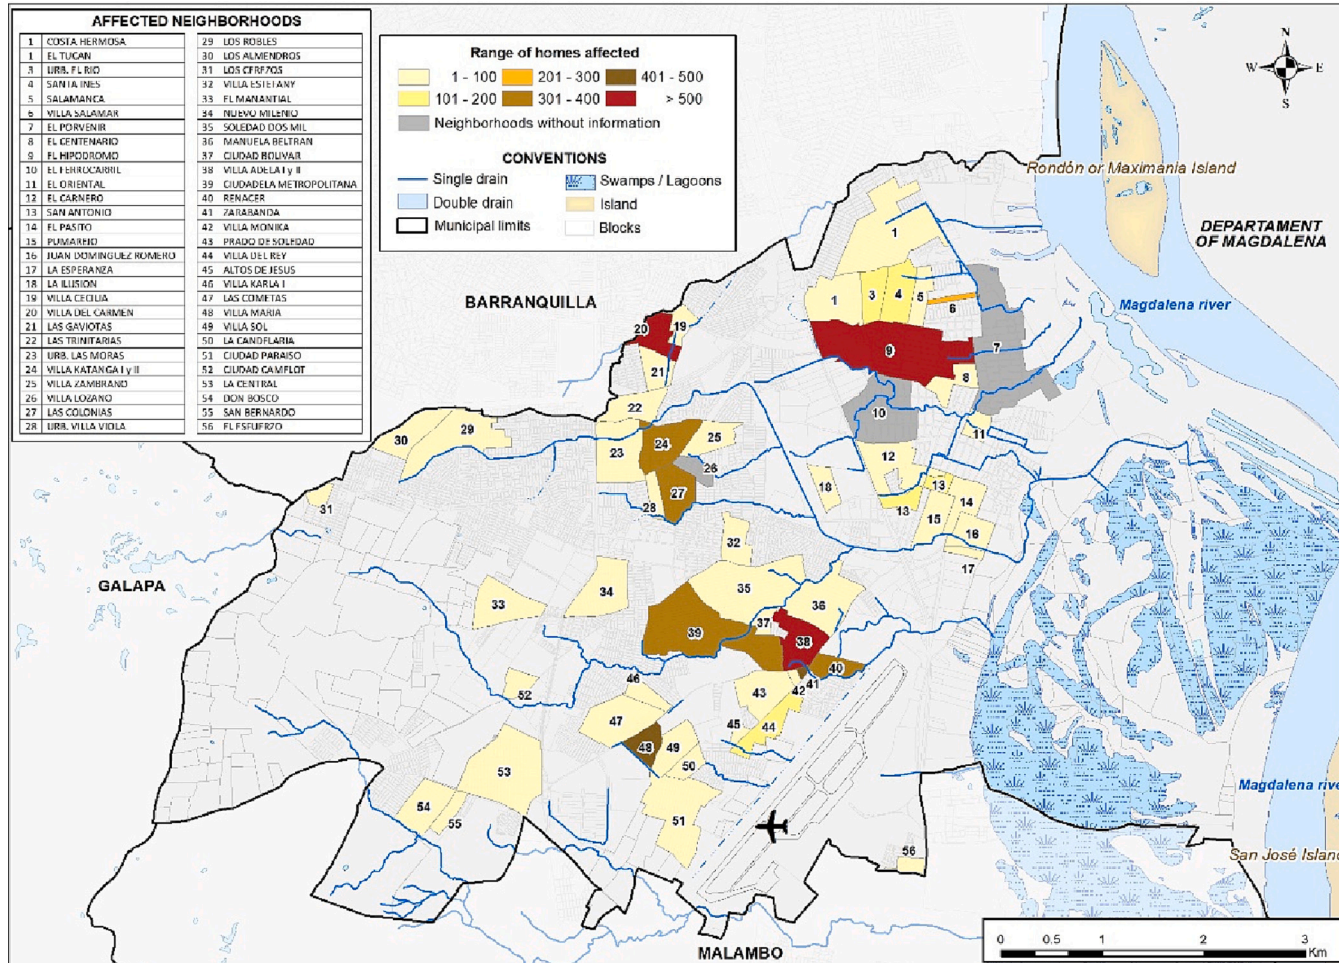 AFFECTED NEIGHBORHOODS
1 COSTA HERMOSA
1 EL TUCAN
3 URB. EL RIO
4 SANTA INES
5 SALAMANCA
6 VILLA SALAMAR
7 EL PORVENIR
8 EL CENTENARIO
9 EL HIPODROMO
10 EL FERROCARRIL
11 EL ORIENTAL
12 EL CARNERO
13 SAN ANTONIO
14 EL PASITO
15 PUMAREJO
16 JUAN DOMINGUEZ ROMERO
17 LA ESPERANZA
18 LA ILUSION
19 VILLA CECILIA
20 VILLA DEL CARMEN
21 LAS GAVIOTAS
22 LAS TRINITARIAS
23 URB. LAS MORAS
24 VILLA KATANGA I y II
25 VILLA ZAMBRANO
26 VILLA LOZANO
27 LAS COLONIAS
28 URB. VILLA VIOLA
29 LOS ROBLES
30 LOS ALMENDROS
31 LOS CEREZOS
32 VILLA ESTEFANY
33 EL MANANTIAL
34 NUEVO MILENIO
35 SOLEDAD DOS MIL
36 MANUELA BELTRAN
37 CIUDAD BOLIVAR
38 VILLA ADELA I y II
39 CIUDADELA METROPOLITANA
40 RENACER
41 ZARABANDA
42 VILLA MONIKA
43 PRADO DE SOLEDAD
44 VILLA DEL REY
45 ALTOS DE JESUS
46 VILLA KARLA I
47 LAS COMETAS
48 VILLA MARIA
49 VILLA SOL
50 LA CANDELARIA
51 CIUDAD PARAISO
52 CIUDAD CAMELOT
53 LA CENTRAL
54 DON BOSCO
55 SAN BERNARDO
56 EL ESFUERZO
Range of homes affected
1 - 100 201 - 300 401 - 500
101 - 200 301 - 400 > 500
Neighborhoods without information
CONVENTIONS
Single drain Swamps / Lagoons
Double drain Island
Municipal limits Blocks
N
W E
S
Rondón or Maximania Island
DEPARTAMENT
OF MAGDALENA
Magdalena river
BARRANQUILLA
GALAPA
MALAMBO
Magdalena rive
San José Islan
1
1
3
4
5
6
7
8
9
10
11
12
13
13
14
15
16
17
18
19
20
21
22
23
24
25
26
27
28
29
30
31
32
33
34
35
36
37
38
39
40
41
42
43
44
45
46
47
48
49
50
51
52
53
54
55
56
0 0.5 1 2 3
Km